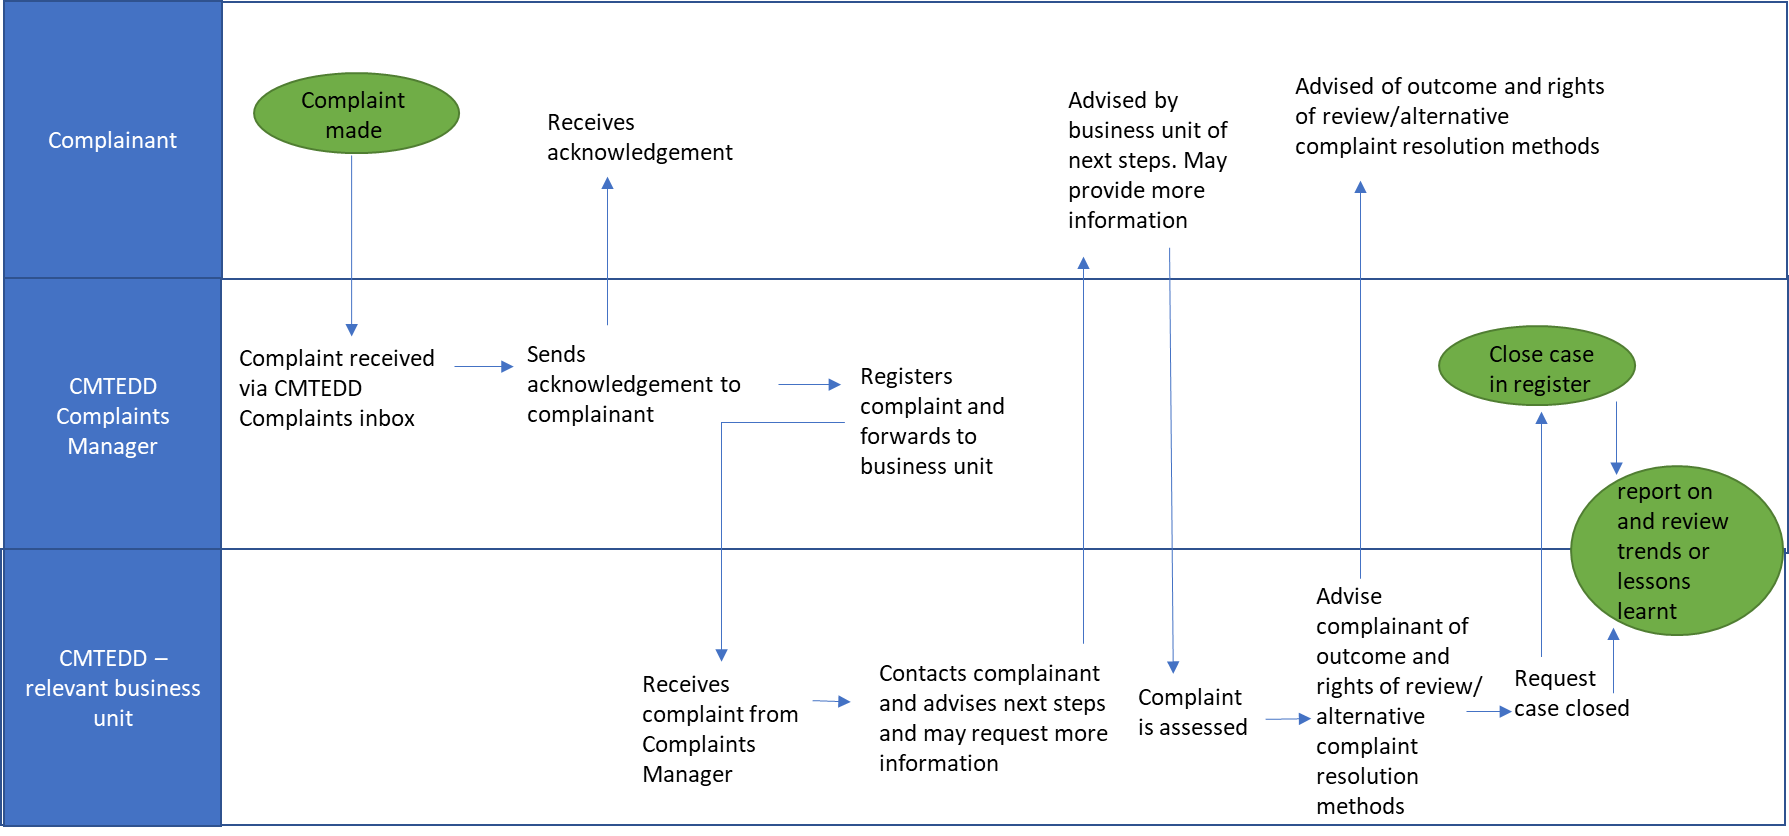 Complainant
Complaint
made
Receives
acknowledgement
Advised by
business unit of
next steps. May
provide more
information
Advised of outcome and rights
of review/alternative
complaint resolution methods
CMTEDD
Complaints
Manager
Complaint received
via CMTEDD
Complaints inbox
Sends
acknowledgement to
complainant
Registers
complaint and
forwards to
business unit
Close case
in register
report on
and review
trends or
lessons
learnt
CMTEDD –
relevant business
unit
Receives
complaint from
Complaints
Manager
Contacts complainant
and advises next steps
and may request more
information
Complaint
is assessed
Advise
complainant of
outcome and
rights of review/
alternative
complaint
resolution
methods
Request
case closed